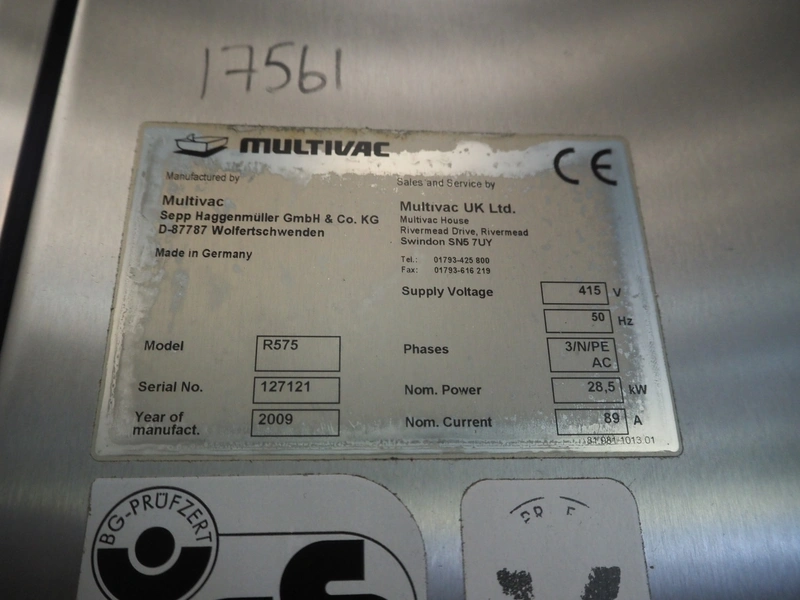 17561
MULTIVAC
CE
Manufactured by
Multivac
Sepp Haggenmüller GmbH & Co. KG
D-87787 Wolfertschwenden
Made in Germany
Sales and Service by
Multivac UK Ltd.
Multivac House
Rivermead Drive, Rivermead
Swindon SN5 7UY
Tel.: 01793-425 800
Fax: 01793-616 219
Supply Voltage 415 V
50 Hz
Model R575
Phases 3/N/PE
AC
Serial No. 127121
Nom. Power 28,5 kW
Year of
manufact. 2009
Nom. Current 89 A
BG-PRÜFZERT